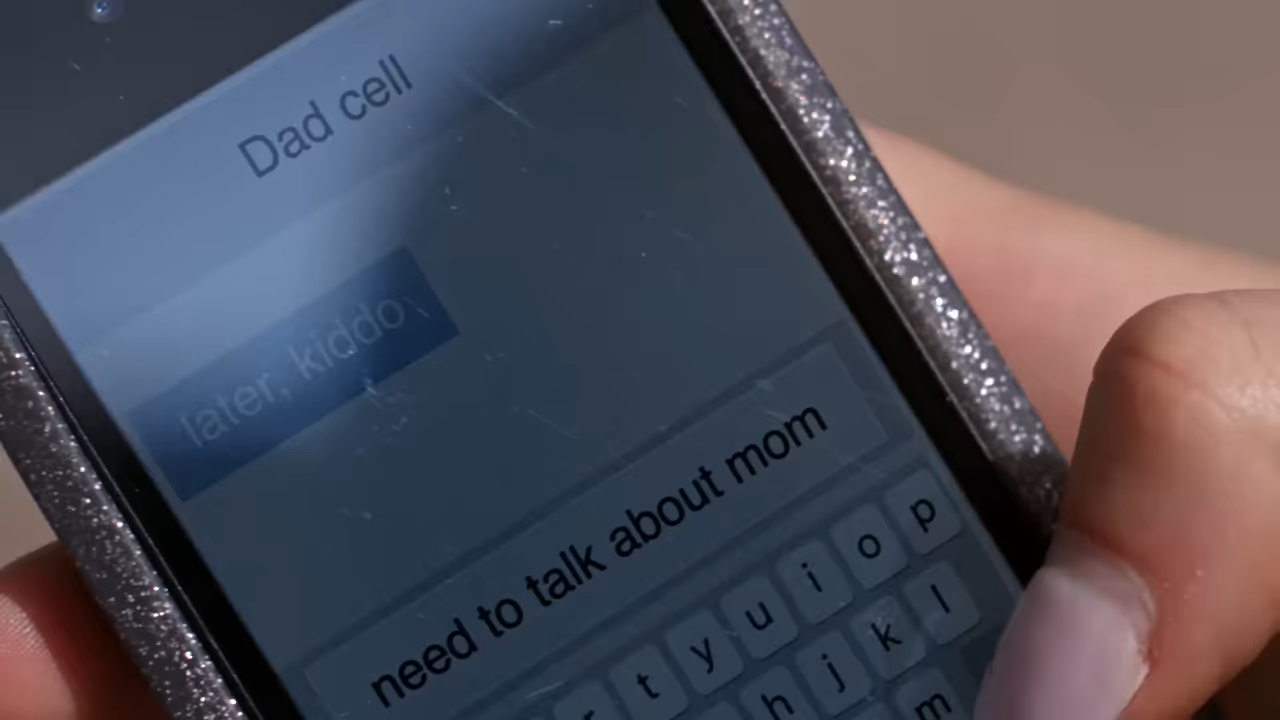 Dad cell
later, kiddo
need to talk about mom
r t y u i o p
h j k l
m